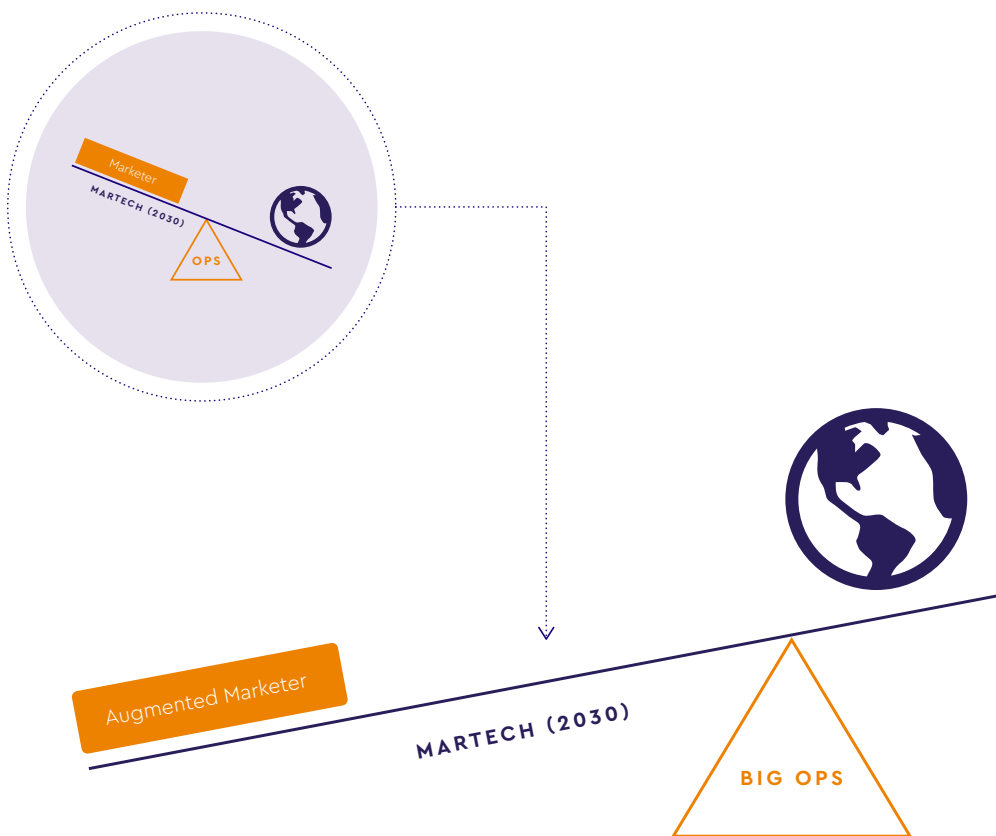 Marketer
MARTECH (2030)
OPS
Augmented Marketer
MARTECH (2030)
BIG OPS